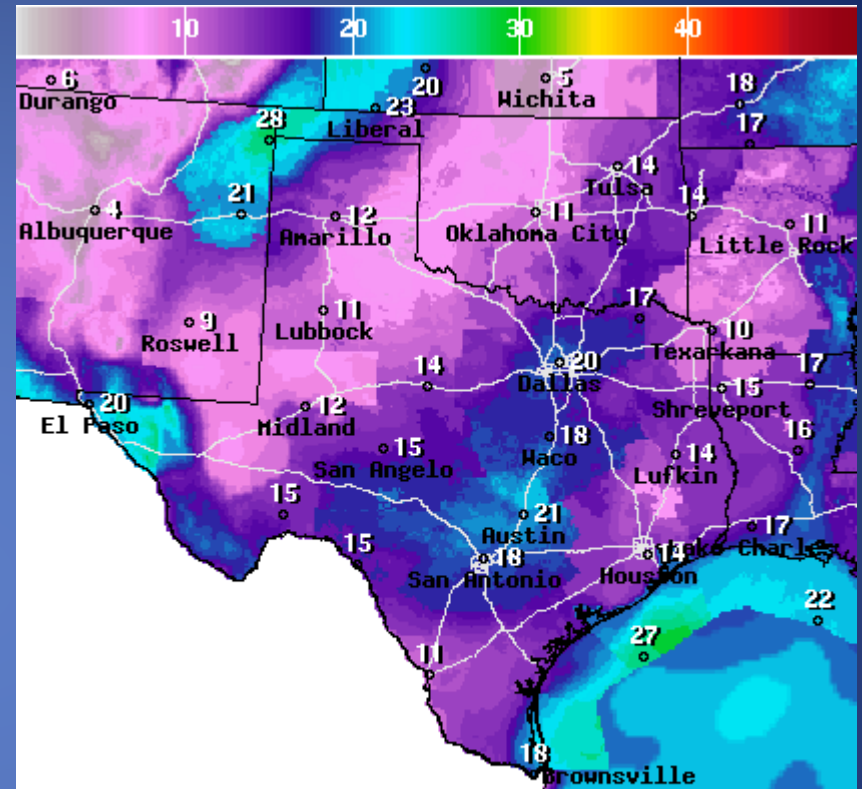 10 20 30 40
6 Durango
20
5 Wichita
18
23 Liberal
28
17
14 Tulsa
4 Albuquerque
21
12 Amarillo
11 Oklahoma City
14
11 Little Rock
9 Roswell
11 Lubbock
17
10 Texarkana
20 Dallas
14
15 Shreveport
17
20 El Paso
12 Midland
15 San Angelo
18 Waco
14 Lufkin
16
15
21 Austin
17 Lake Charles
15
18 San Antonio
14 Houston
22
27
11
18 Brownsville